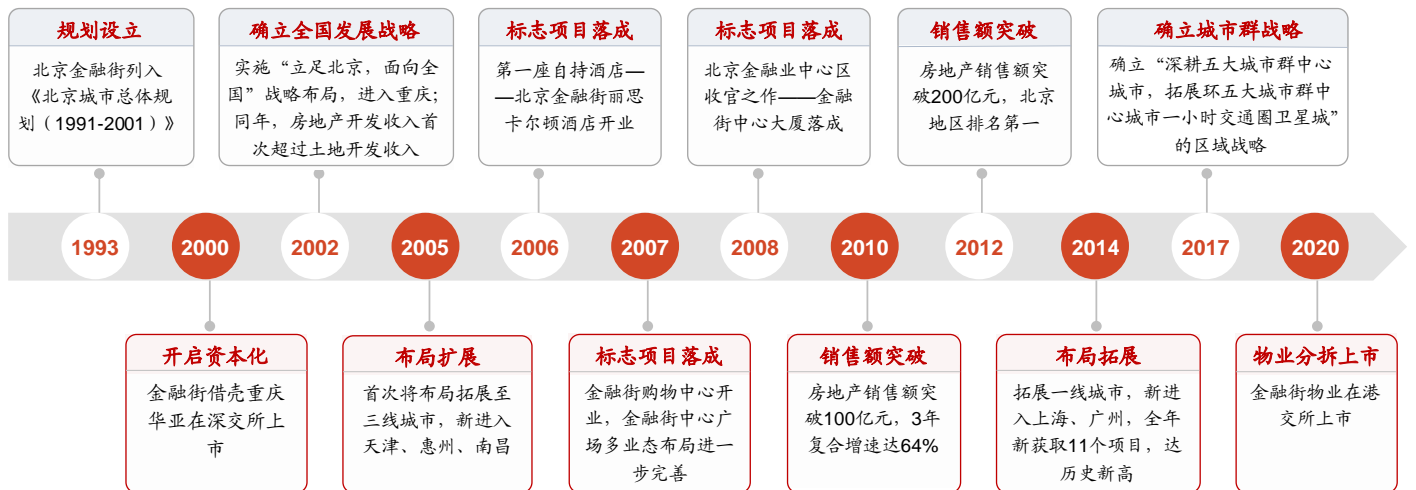 规划设立
北京金融街列入
《北京城市总体规
划（1991-2001）》
确立全国发展战略
实施“立足北京，面向全
国”战略布局，进入重庆；
同年，房地产开发收入首
次超过土地开发收入
标志项目落成
第一座自持酒店—
—北京金融街丽思
卡尔顿酒店开业
标志项目落成
北京金融业中心区
收官之作——金融
街中心大厦落成
销售额突破
房地产销售额突
破200亿元，北京
地区排名第一
确立城市群战略
确立“深耕五大城市群中心
城市，拓展环五大城市群中
心城市一小时交通圈卫星城”
的区域战略
1993
2000
2002
2005
2006
2007
2008
2010
2012
2014
2017
2020
开启资本化
金融街借壳重庆
华亚在深交所上
市
布局扩展
首次将布局拓展至
三线城市，新进入
天津、惠州、南昌
标志项目落成
金融街购物中心开
业，金融街中心广
场多业态布局进一
步完善
销售额突破
房地产销售额突
破100亿元，3年
复合增速达64%
布局拓展
拓展一线城市，新进
入上海、广州，全年
新获取11个项目，达
历史新高
物业分拆上市
金融街物业在港
交所上市